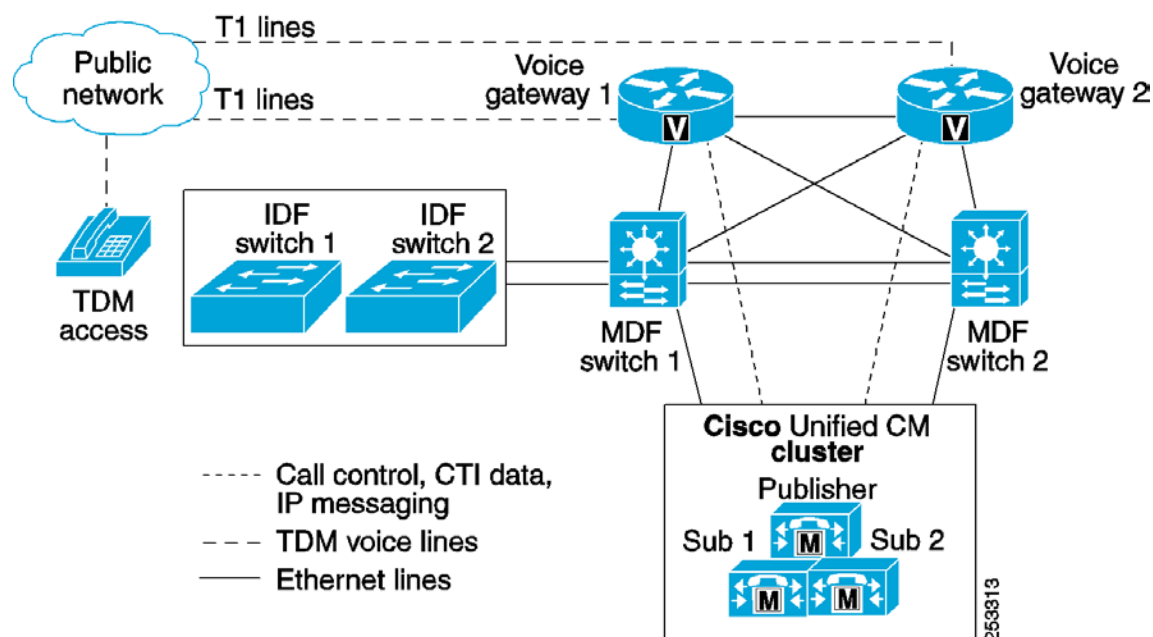 T1 lines
Public
network
T1 lines
Voice
gateway 1
Voice
gateway 2
V
V
IDF
switch 1
IDF
switch 2
TDM
access
MDF
switch 1
MDF
switch 2
Cisco Unified CM
cluster
Publisher
Sub 1
Sub 2
M
M
M
Call control, CTI data,
IP messaging
TDM voice lines
Ethernet lines
253313